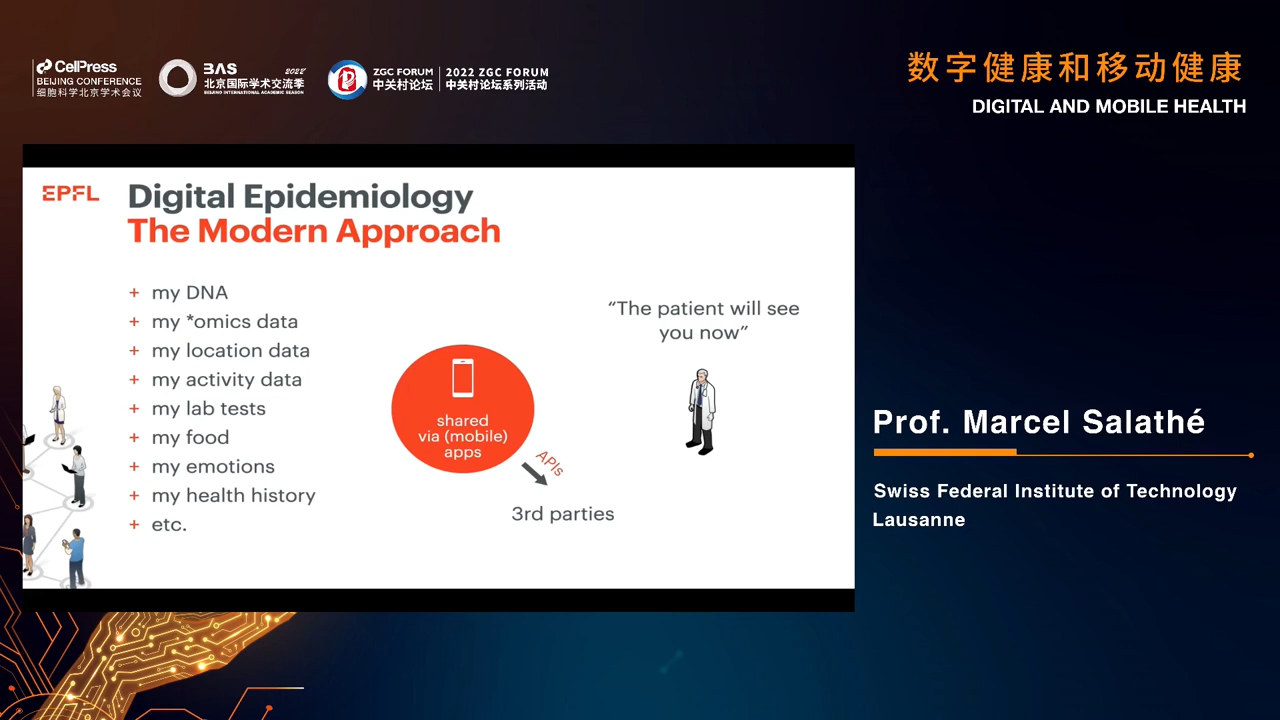 CellPress
BEIJING CONFERENCE
细胞科学北京学术会议
BAS 2022
北京国际学术交流季
BEIJING INTERNATIONAL ACADEMIC SEASON
ZGC FORUM
中关村论坛
2022 ZGC FORUM
中关村论坛系列活动
数字健康和移动健康
DIGITAL AND MOBILE HEALTH
EPFL
Digital Epidemiology
The Modern Approach
+ my DNA
+ my *omics data
+ my location data
+ my activity data
+ my lab tests
+ my food
+ my emotions
+ my health history
+ etc.
shared
via (mobile)
apps
APIs
3rd parties
“The patient will see
you now”
Prof. Marcel Salathé
Swiss Federal Institute of Technology
Lausanne